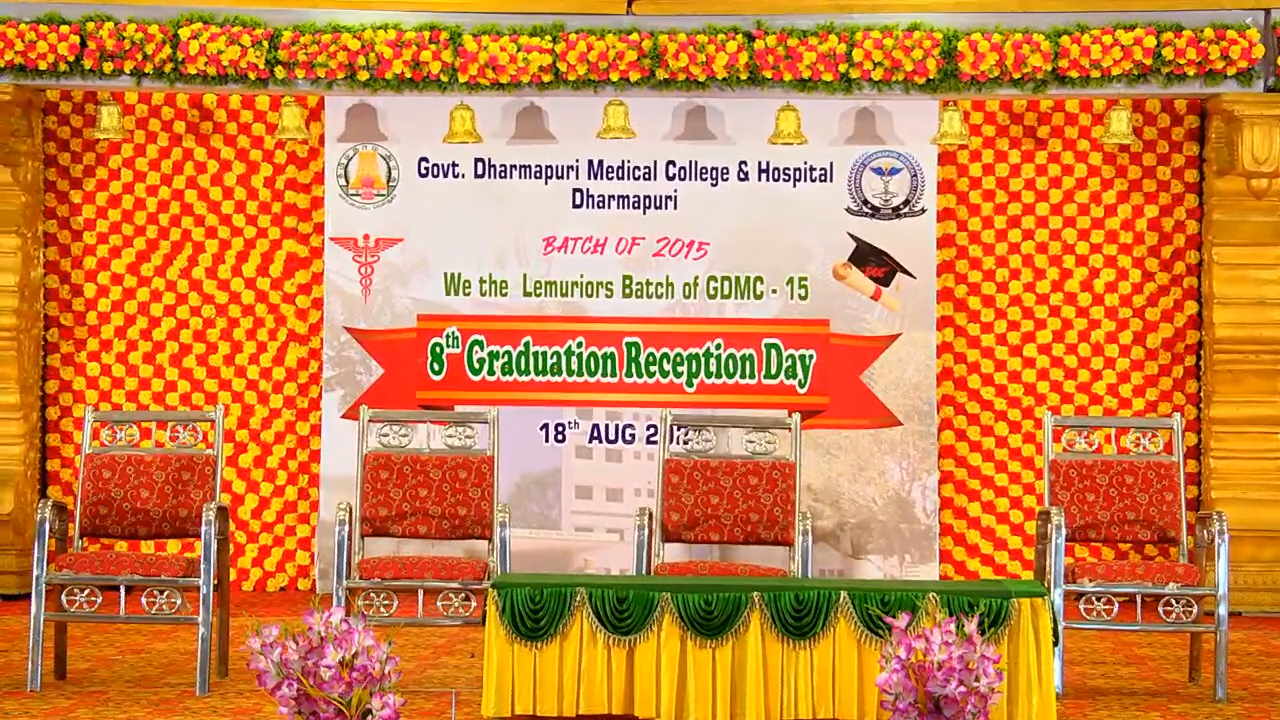 Govt. Dharmapuri Medical College & Hospital
Dharmapuri
BATCH OF 2015
We the Lemuriors Batch of GDMC - 15
8th Graduation Reception Day
18th AUG